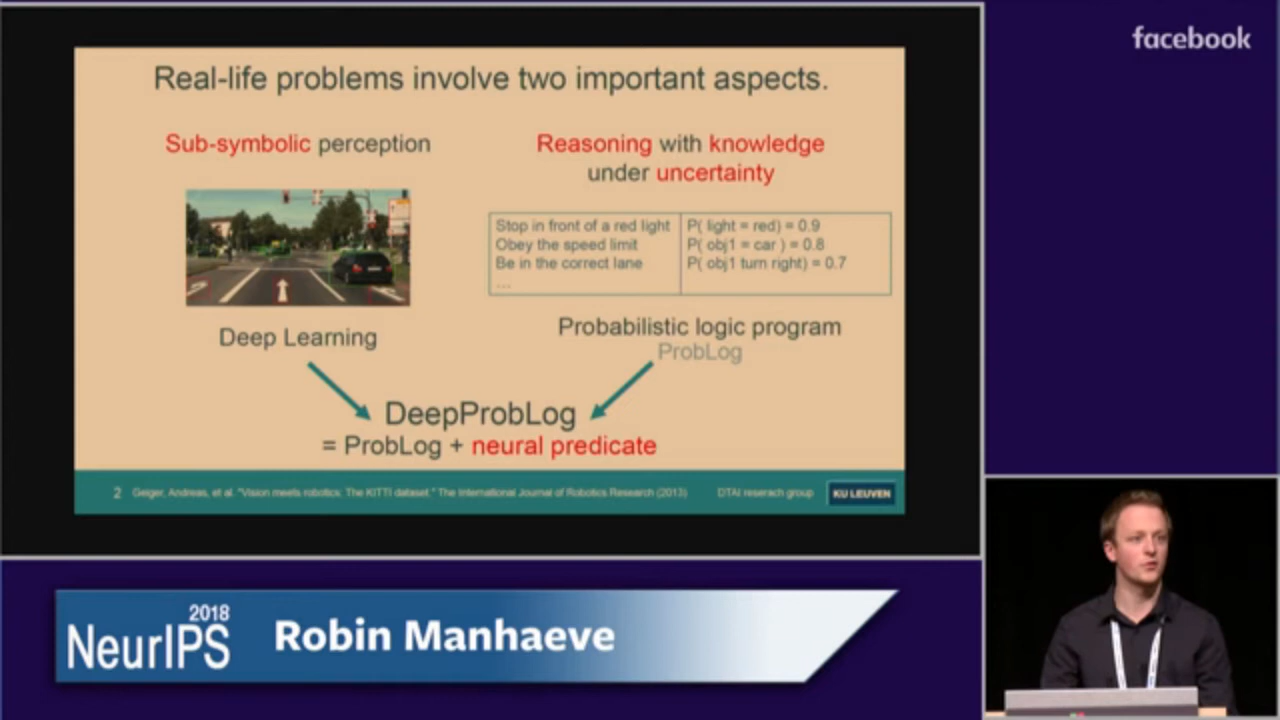 facebook
Real-life problems involve two important aspects.
Sub-symbolic perception
Reasoning with knowledge
under uncertainty
Stop in front of a red light
Obey the speed limit
Be in the correct lane
...
P( light = red) = 0.9
P( obj1 = car ) = 0.8
P( obj1 turn right) = 0.7
Deep Learning
Probabilistic logic program
ProbLog
DeepProbLog
= ProbLog + neural predicate
2 Geiger, Andreas, et al. "Vision meets robotics: The KITTI dataset." The International Journal of Robotics Research (2013) DTAI reserach group KU LEUVEN
NeurIPS 2018
Robin Manhaeve